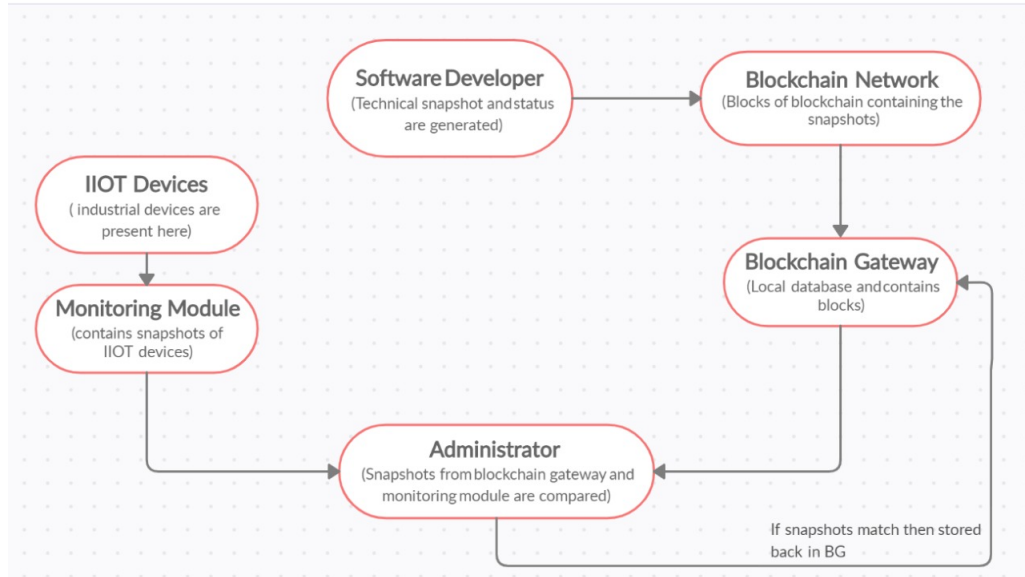 Software Developer
(Technical snapshot and status
are generated)
Blockchain Network
(Blocks of blockchain containing the
snapshots)
IIOT Devices
( industrial devices are
present here)
Monitoring Module
(contains snapshots of
IIOT devices)
Blockchain Gateway
(Local database and contains
blocks)
Administrator
(Snapshots from blockchain gateway and
monitoring module are compared)
If snapshots match then stored
back in BG